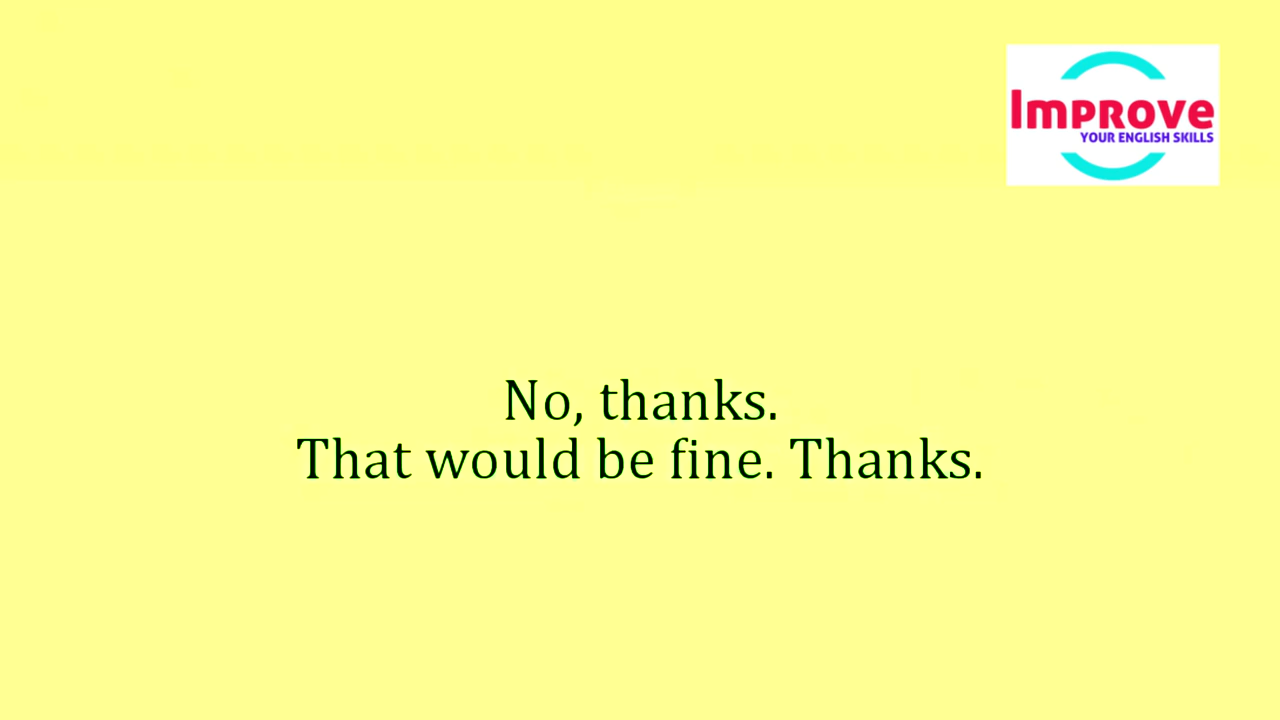 Improve
YOUR ENGLISH SKILLS
No, thanks.
That would be fine. Thanks.